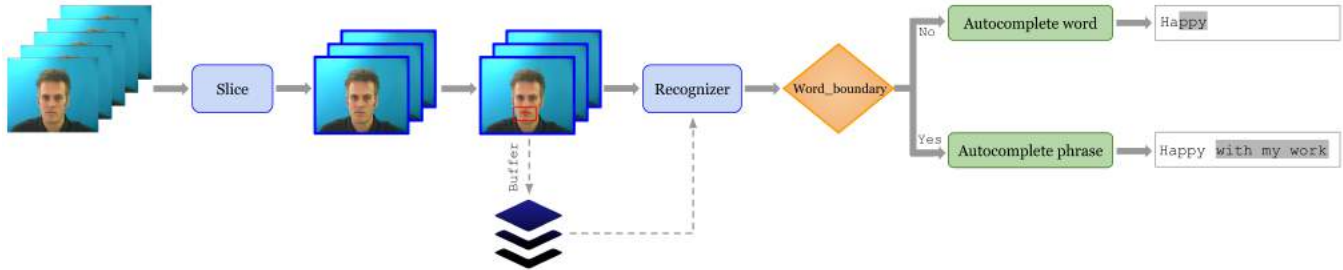 Slice
Recognizer
Word_boundary
No
Autocomplete word
Happy
Yes
Autocomplete phrase
Happy with my work
Buffer